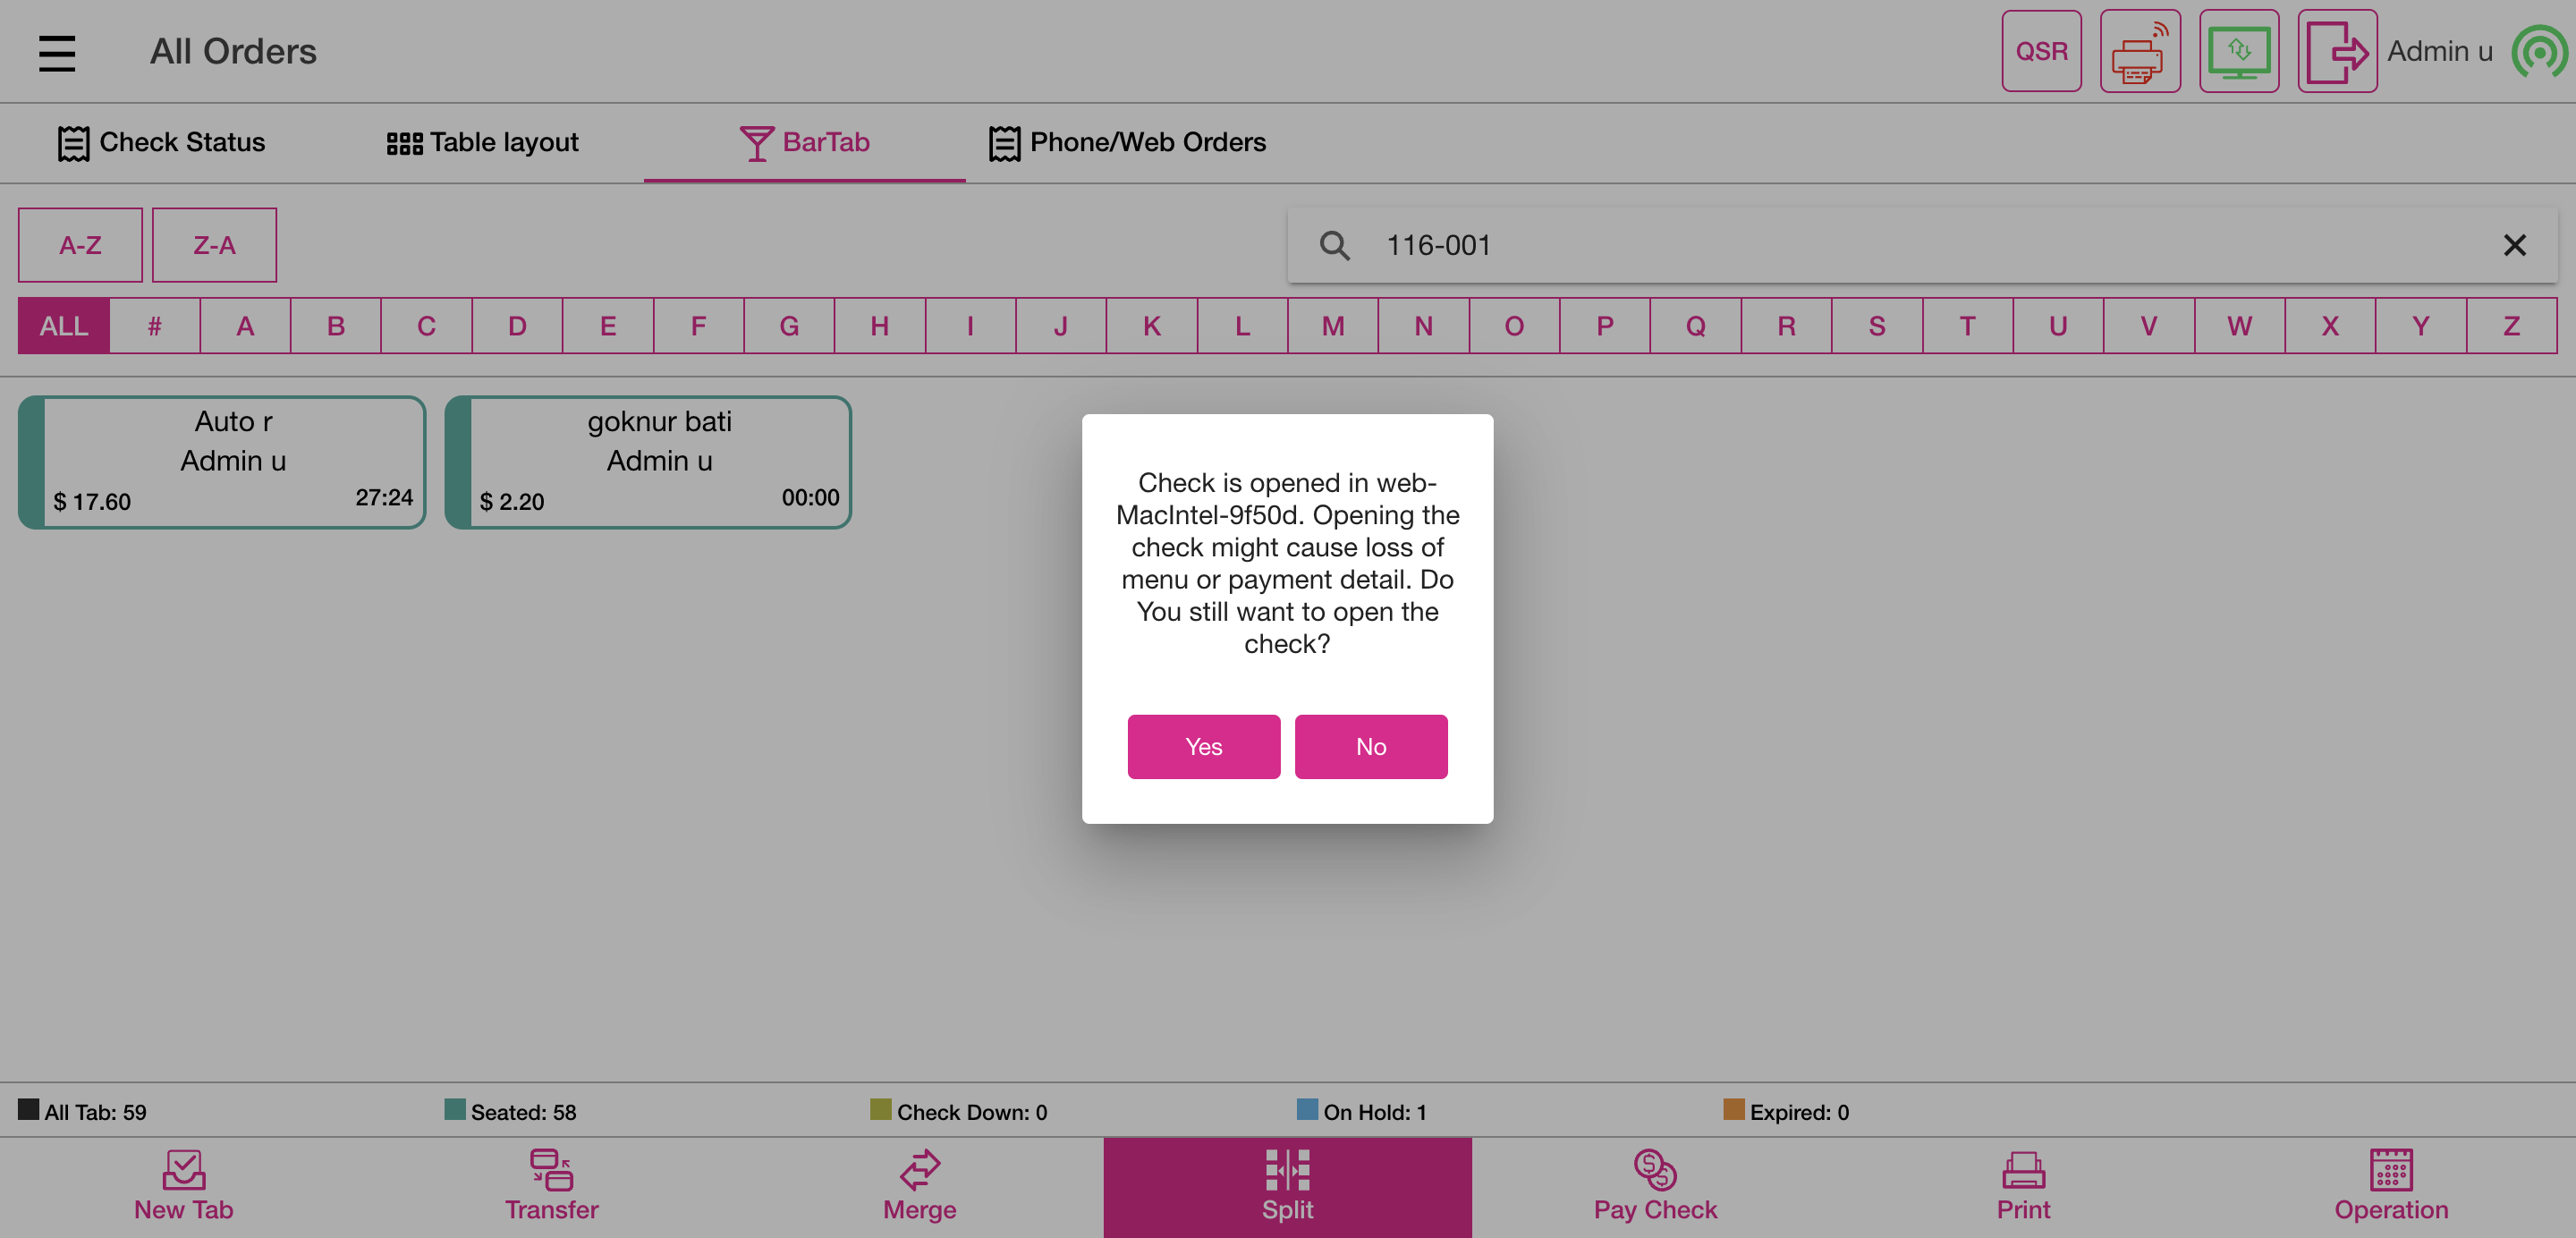 All Orders
QSR
Admin u
Check Status
Table layout
BarTab
Phone/Web Orders
A-Z
Z-A
116-001
ALL # A B C D E F G H I J K L M N O P Q R S T U V W X Y Z
Auto r
Admin u
$ 17.60
27:24
goknur bati
Admin u
$ 2.20
00:00
Check is opened in web-
MacIntel-9f50d. Opening the
check might cause loss of
menu or payment detail. Do
You still want to open the
check?
Yes
No
All Tab: 59
Seated: 58
Check Down: 0
On Hold: 1
Expired: 0
New Tab
Transfer
Merge
Split
Pay Check
Print
Operation